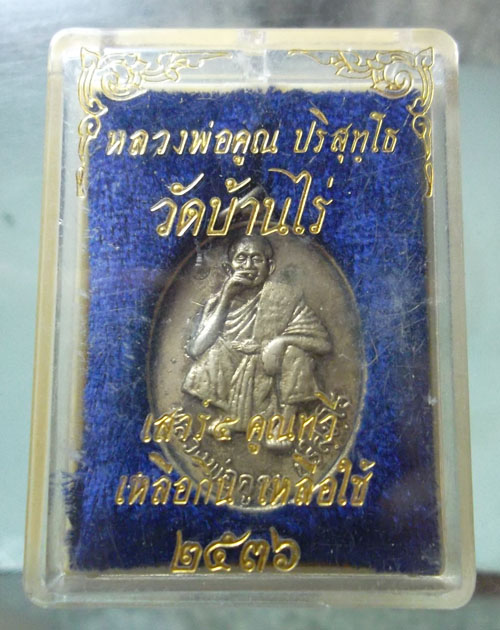 หลวงพ่อคูณ ปริสุทฺโธ
วัดบ้านไร่
เสาร์ ๕ คูณทวี
เหลือกินเหลือใช้
๒๕๓๖